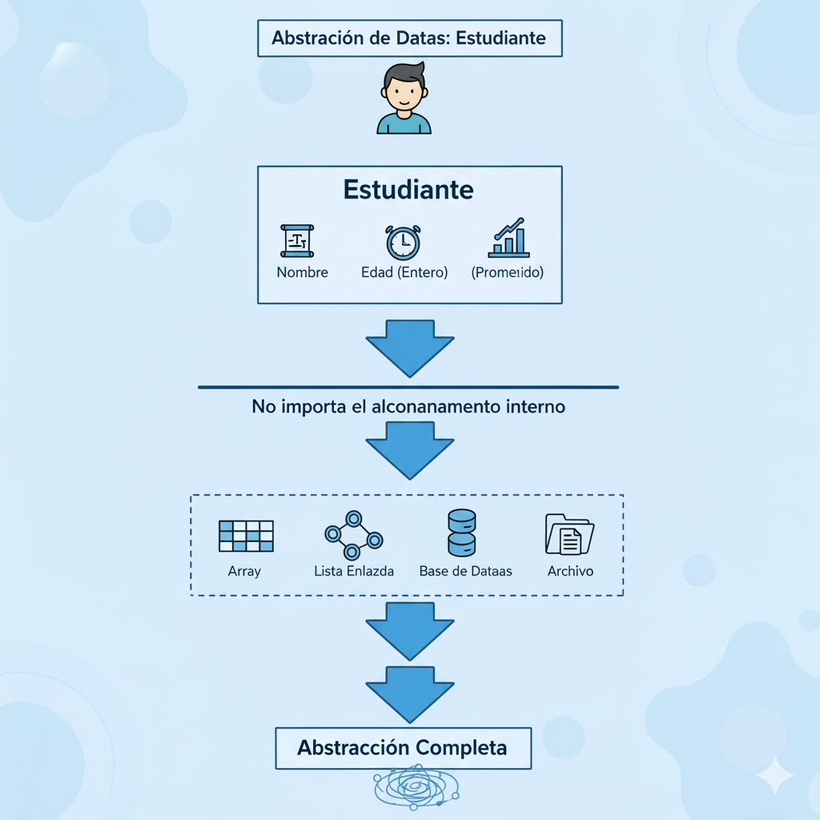 Abstración de Datas: Estudiante
Estudiante
Nombre
Edad (Entero)
(Promeıido)
No importa el alconanamento interno
Array
Lista Enlazda
Base de Dataas
Archivo
Abstracción Completa